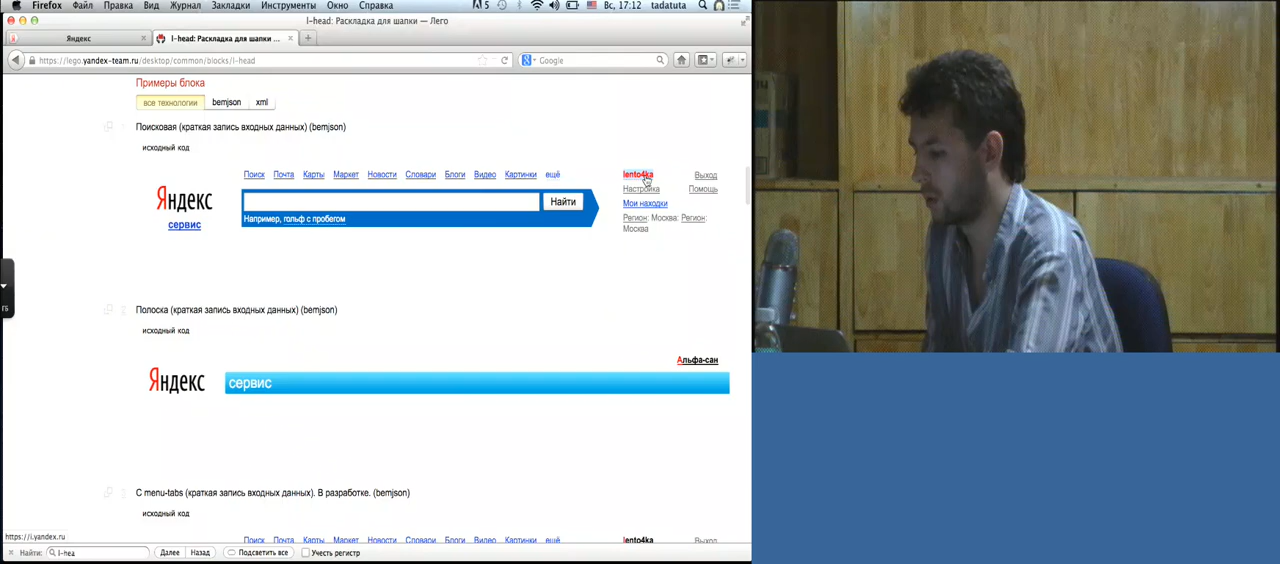 Firefox Файл Правка Вид Журнал Закладки Инструменты Окно Справка
5 Вс, 17:12 tadatuta
l-head: Раскладка для шапки — Лего
Яндекс
l-head: Раскладка для шапки ...
https://lego.yandex-team.ru/desktop/common/blocks/l-head
Google
Примеры блока
все технологии bemjson xml
Поисковая (краткая запись входных данных) (bemjson)
исходный код
Поиск Почта Карты Маркет Новости Словари Блоги Видео Картинки ещё
lento4ka Выход
Настройка Помощь
Мои находки
Регион: Москва: Регион:
Москва
Яндекс
сервис
Найти
Например, гольф с пробегом
Полоска (краткая запись входных данных) (bemjson)
исходный код
Альфа-сан
Яндекс
сервис
С menu-tabs (краткая запись входных данных). В разработке. (bemjson)
исходный код
https://i.yandex.ru
Поиск Почта Карты Маркет Новости Словари Блоги Видео Картинки ещё
lento4ka Выход
Найти: l-hea Далее Назад Подсветить все Учесть регистр